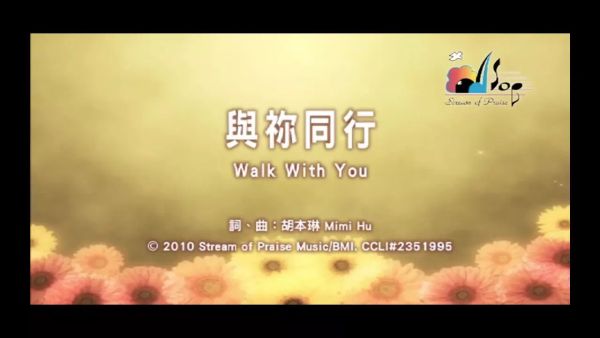 Sop
Stream of Praise
與祢同行
Walk With You
詞、曲：胡本琳 Mimi Hu
© 2010 Stream of Praise Music/BMI. CCLI#2351995